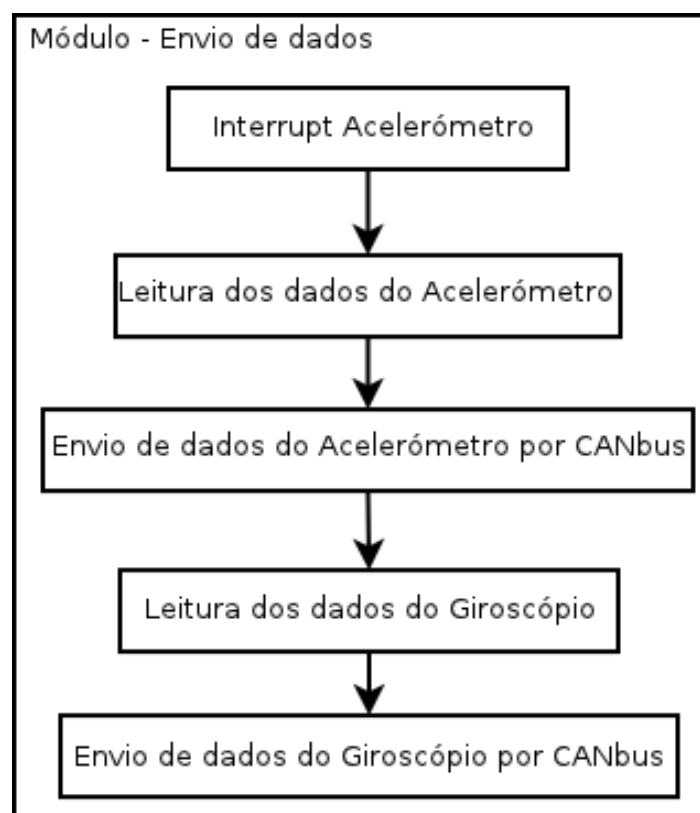 Módulo - Envio de dados
Interrupt Acelerómetro
Leitura dos dados do Acelerómetro
Envio de dados do Acelerómetro por CANbus
Leitura dos dados do Giroscópio
Envio de dados do Giroscópio por CANbus